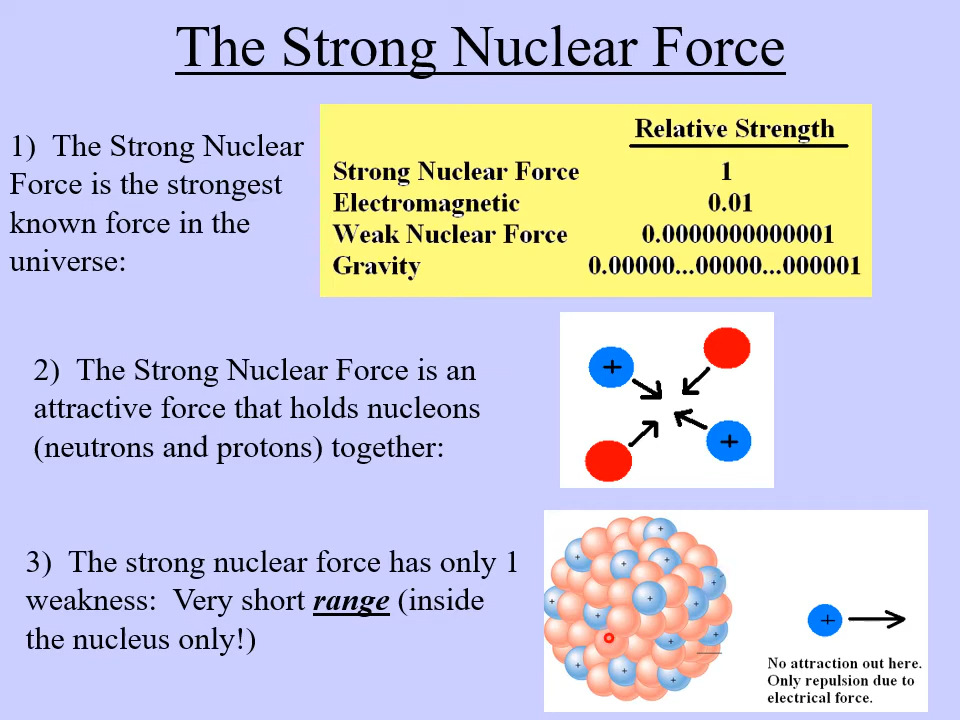 The Strong Nuclear Force
1)  The Strong Nuclear
Force is the strongest
known force in the
universe:
Relative Strength
Strong Nuclear Force 1
Electromagnetic 0.01
Weak Nuclear Force 0.0000000000001
Gravity 0.00000...00000...000001
2)  The Strong Nuclear Force is an
attractive force that holds nucleons
(neutrons and protons) together:
+
+
3)  The strong nuclear force has only 1
weakness:  Very short range (inside
the nucleus only!)
+
No attraction out here.
Only repulsion due to
electrical force.